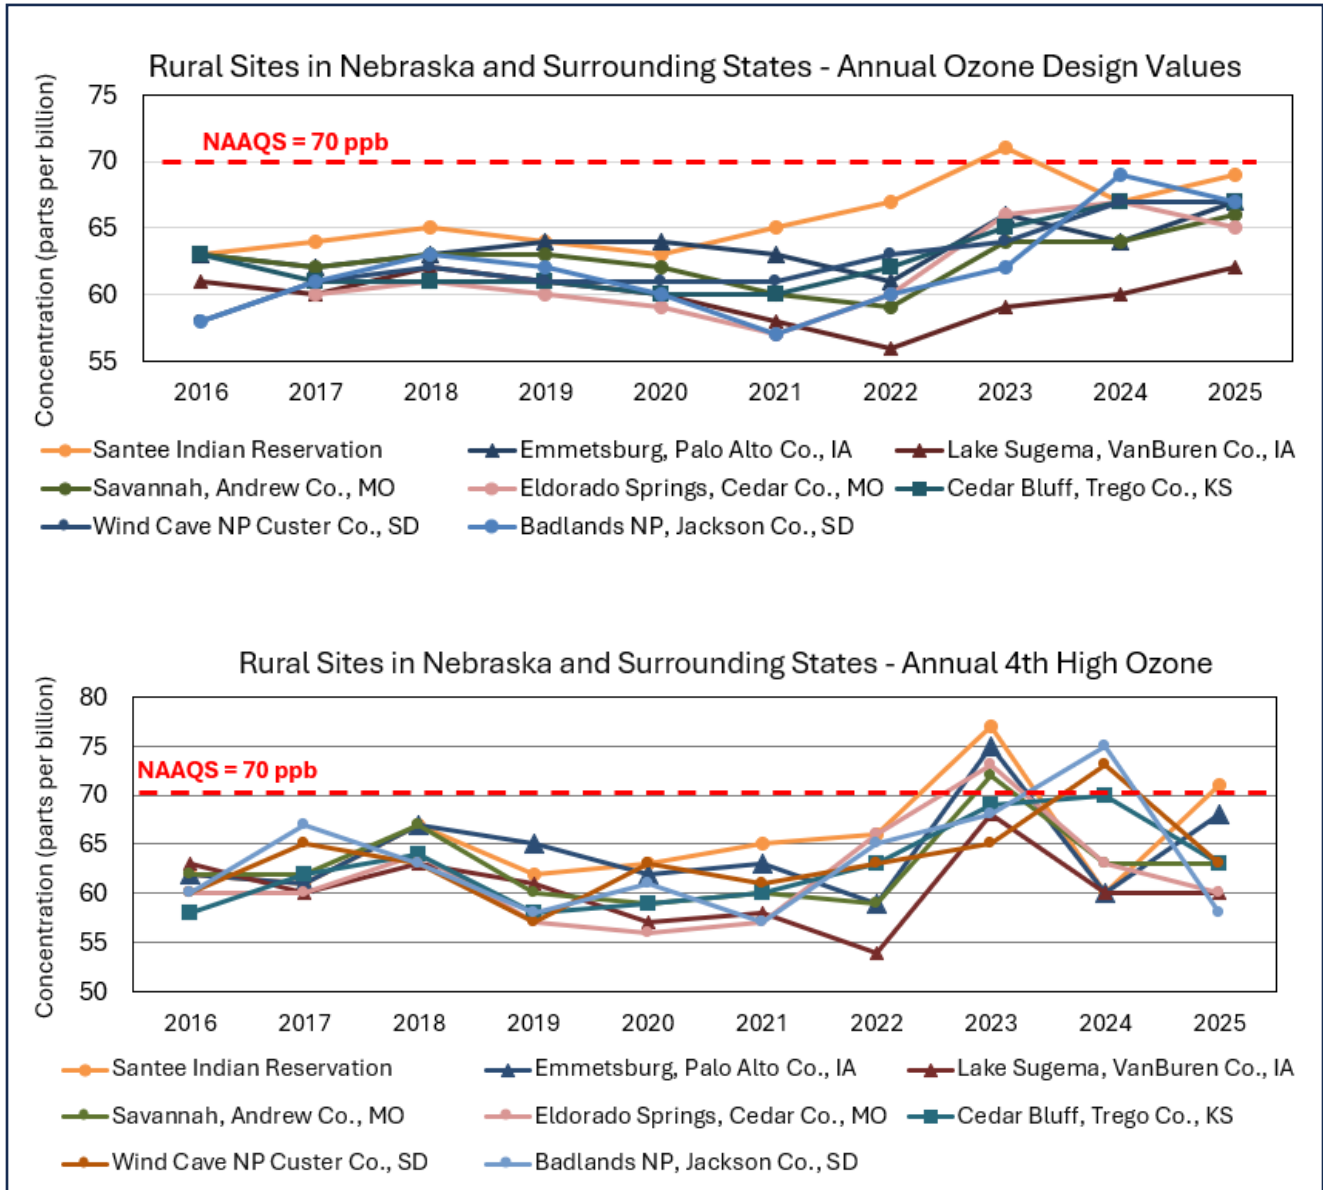 Rural Sites in Nebraska and Surrounding States - Annual Ozone Design Values
Concentration (parts per billion)
75
70
65
60
55
NAAQS = 70 ppb
2016 2017 2018 2019 2020 2021 2022 2023 2024 2025
Santee Indian Reservation Emmetsburg, Palo Alto Co., IA Lake Sugema, VanBuren Co., IA
Savannah, Andrew Co., MO Eldorado Springs, Cedar Co., MO Cedar Bluff, Trego Co., KS
Wind Cave NP Custer Co., SD Badlands NP, Jackson Co., SD
Rural Sites in Nebraska and Surrounding States - Annual 4th High Ozone
Concentration (parts per billion)
80
75
70
65
60
55
50
NAAQS = 70 ppb
2016 2017 2018 2019 2020 2021 2022 2023 2024 2025
Santee Indian Reservation Emmetsburg, Palo Alto Co., IA Lake Sugema, VanBuren Co., IA
Savannah, Andrew Co., MO Eldorado Springs, Cedar Co., MO Cedar Bluff, Trego Co., KS
Wind Cave NP Custer Co., SD Badlands NP, Jackson Co., SD